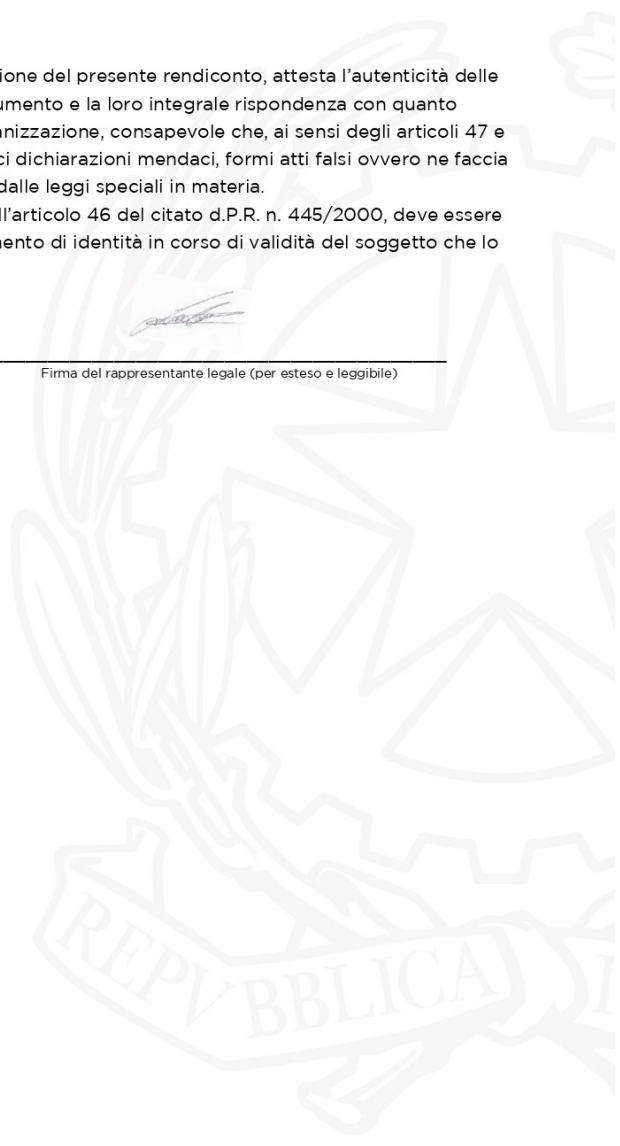 ione del presente rendiconto, attesta l’autenticità delle
umento e la loro integrale rispondenza con quanto
anizzazione, consapevole che, ai sensi degli articoli 47 e
ci dichiarazioni mendaci, formi atti falsi ovvero ne faccia
dalle leggi speciali in materia.
ll’articolo 46 del citato d.P.R. n. 445/2000, deve essere
nento di identità in corso di validità del soggetto che lo
Firma del rappresentante legale (per esteso e leggibile)
REPVBBLICA I